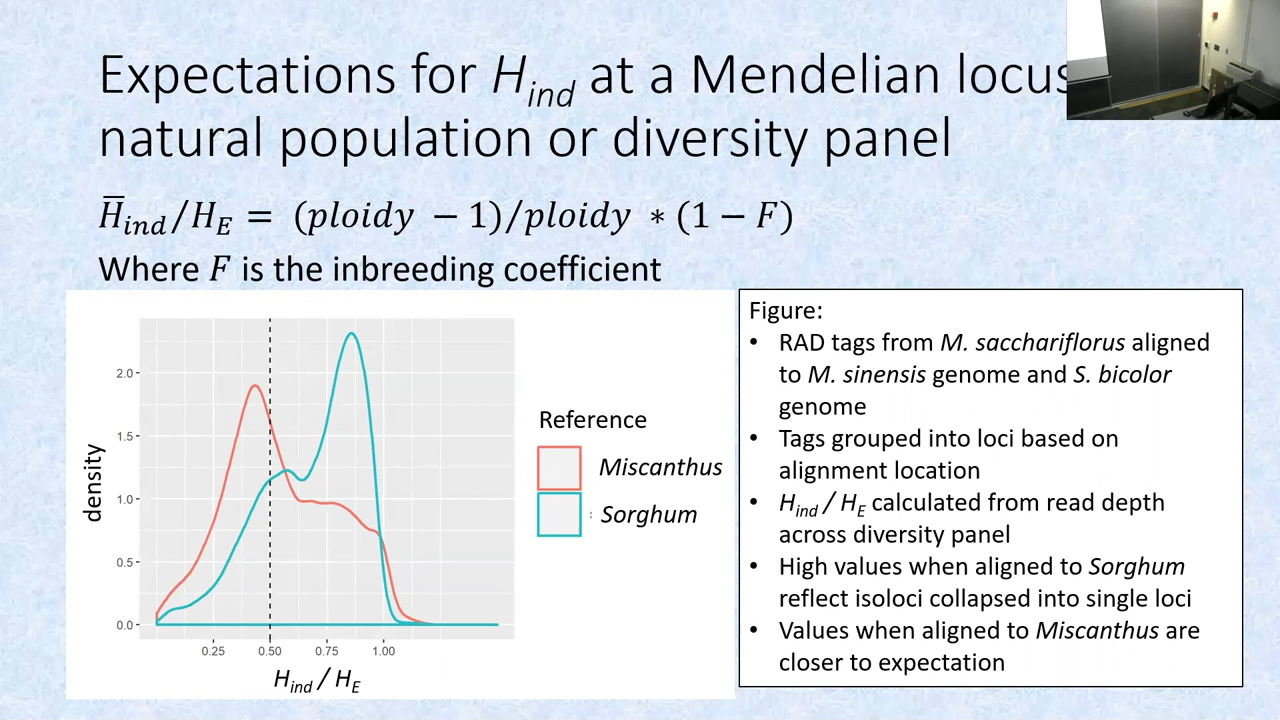 Expectations for H_ind at a Mendelian locus
natural population or diversity panel
H̅_ind/H_E = (ploidy − 1)/ploidy ∗ (1 − F)
Where F is the inbreeding coefficient
density
2.0
1.5
1.0
0.5
0.0
0.25 0.50 0.75 1.00
H_ind / H_E
Reference
Miscanthus
: Sorghum
Figure:
• RAD tags from M. sacchariflorus aligned
to M. sinensis genome and S. bicolor
genome
• Tags grouped into loci based on
alignment location
• H_ind / H_E calculated from read depth
across diversity panel
• High values when aligned to Sorghum
reflect isoloci collapsed into single loci
• Values when aligned to Miscanthus are
closer to expectation